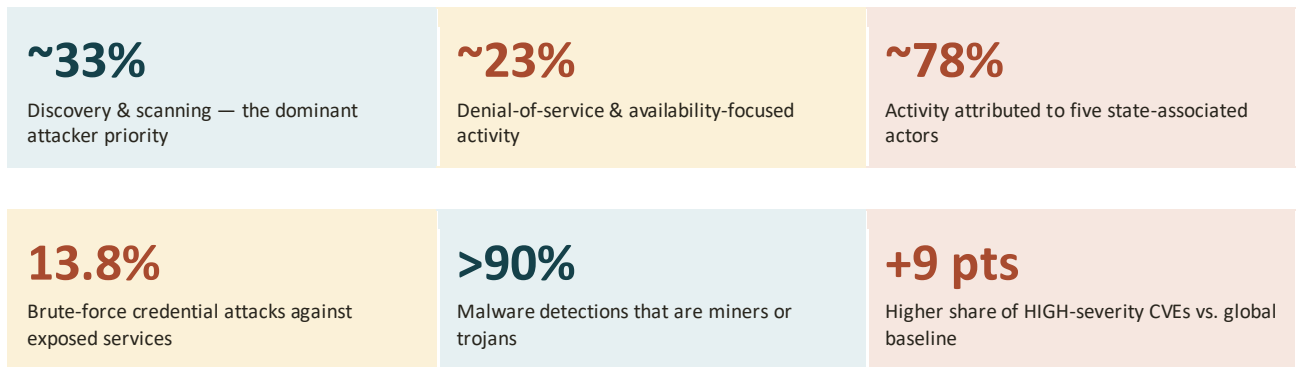 ~33%
Discovery & scanning — the dominant
attacker priority
~23%
Denial-of-service & availability-focused
activity
~78%
Activity attributed to five state-associated
actors
13.8%
Brute-force credential attacks against
exposed services
>90%
Malware detections that are miners or
trojans
+9 pts
Higher share of HIGH-severity CVEs vs. global
baseline